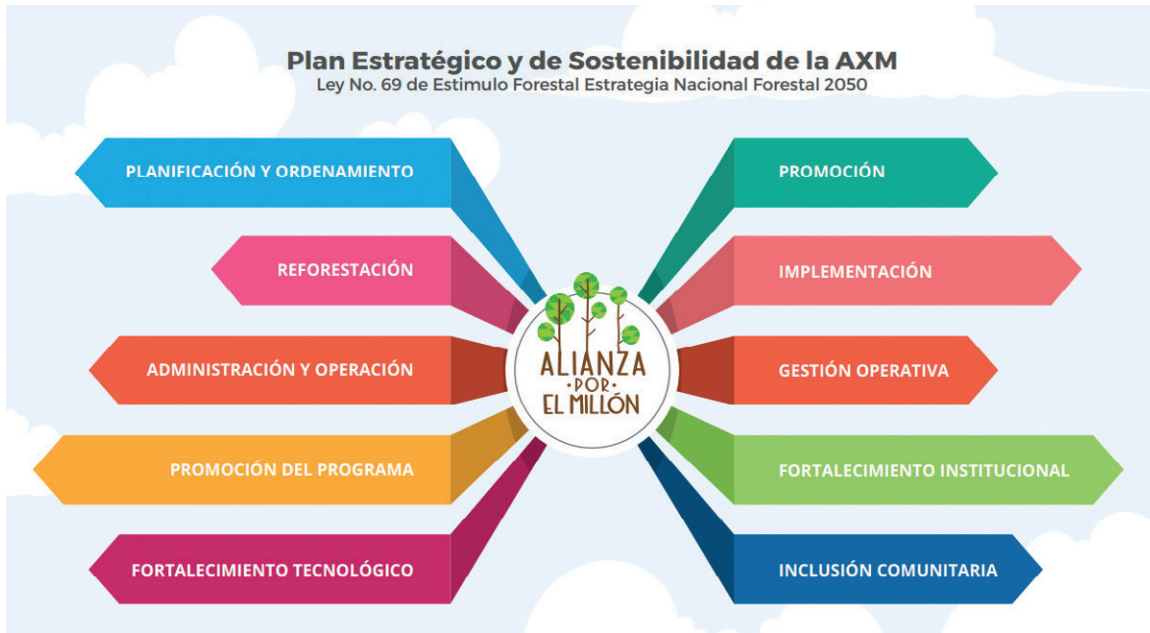 Plan Estratégico y de Sostenibilidad de la AXM
Ley No. 69 de Estimulo Forestal Estrategia Nacional Forestal 2050
PLANIFICACIÓN Y ORDENAMIENTO
REFORESTACIÓN
ADMINISTRACIÓN Y OPERACIÓN
PROMOCIÓN DEL PROGRAMA
FORTALECIMIENTO TECNOLÓGICO
ALIANZA
·POR·
EL MILLÓN
PROMOCIÓN
IMPLEMENTACIÓN
GESTIÓN OPERATIVA
FORTALECIMIENTO INSTITUCIONAL
INCLUSIÓN COMUNITARIA